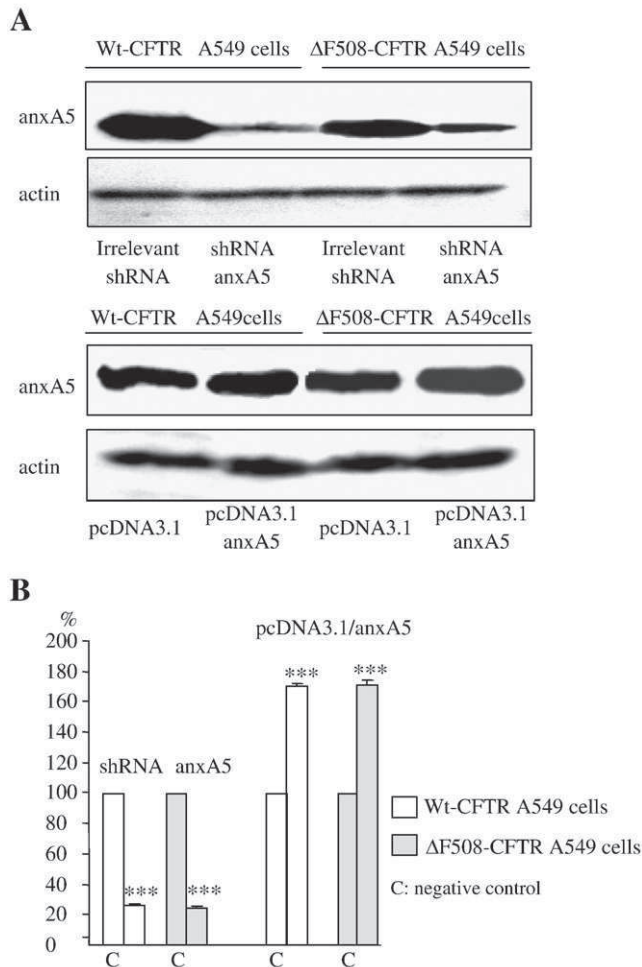 A
Wt-CFTR A549 cells ΔF508-CFTR A549 cells
anxA5
actin
Irrelevant shRNA Irrelevant shRNA
shRNA anxA5 shRNA anxA5
Wt-CFTR A549cells ΔF508-CFTR A549cells
anxA5
actin
pcDNA3.1 pcDNA3.1 pcDNA3.1 pcDNA3.1
anxA5 anxA5
B
%
pcDNA3.1/anxA5
200
180
*** ***
160
140
120
shRNA anxA5
100
80
60
40
*** ***
20
0
C C C C
Wt-CFTR A549 cells
ΔF508-CFTR A549 cells
C: negative control